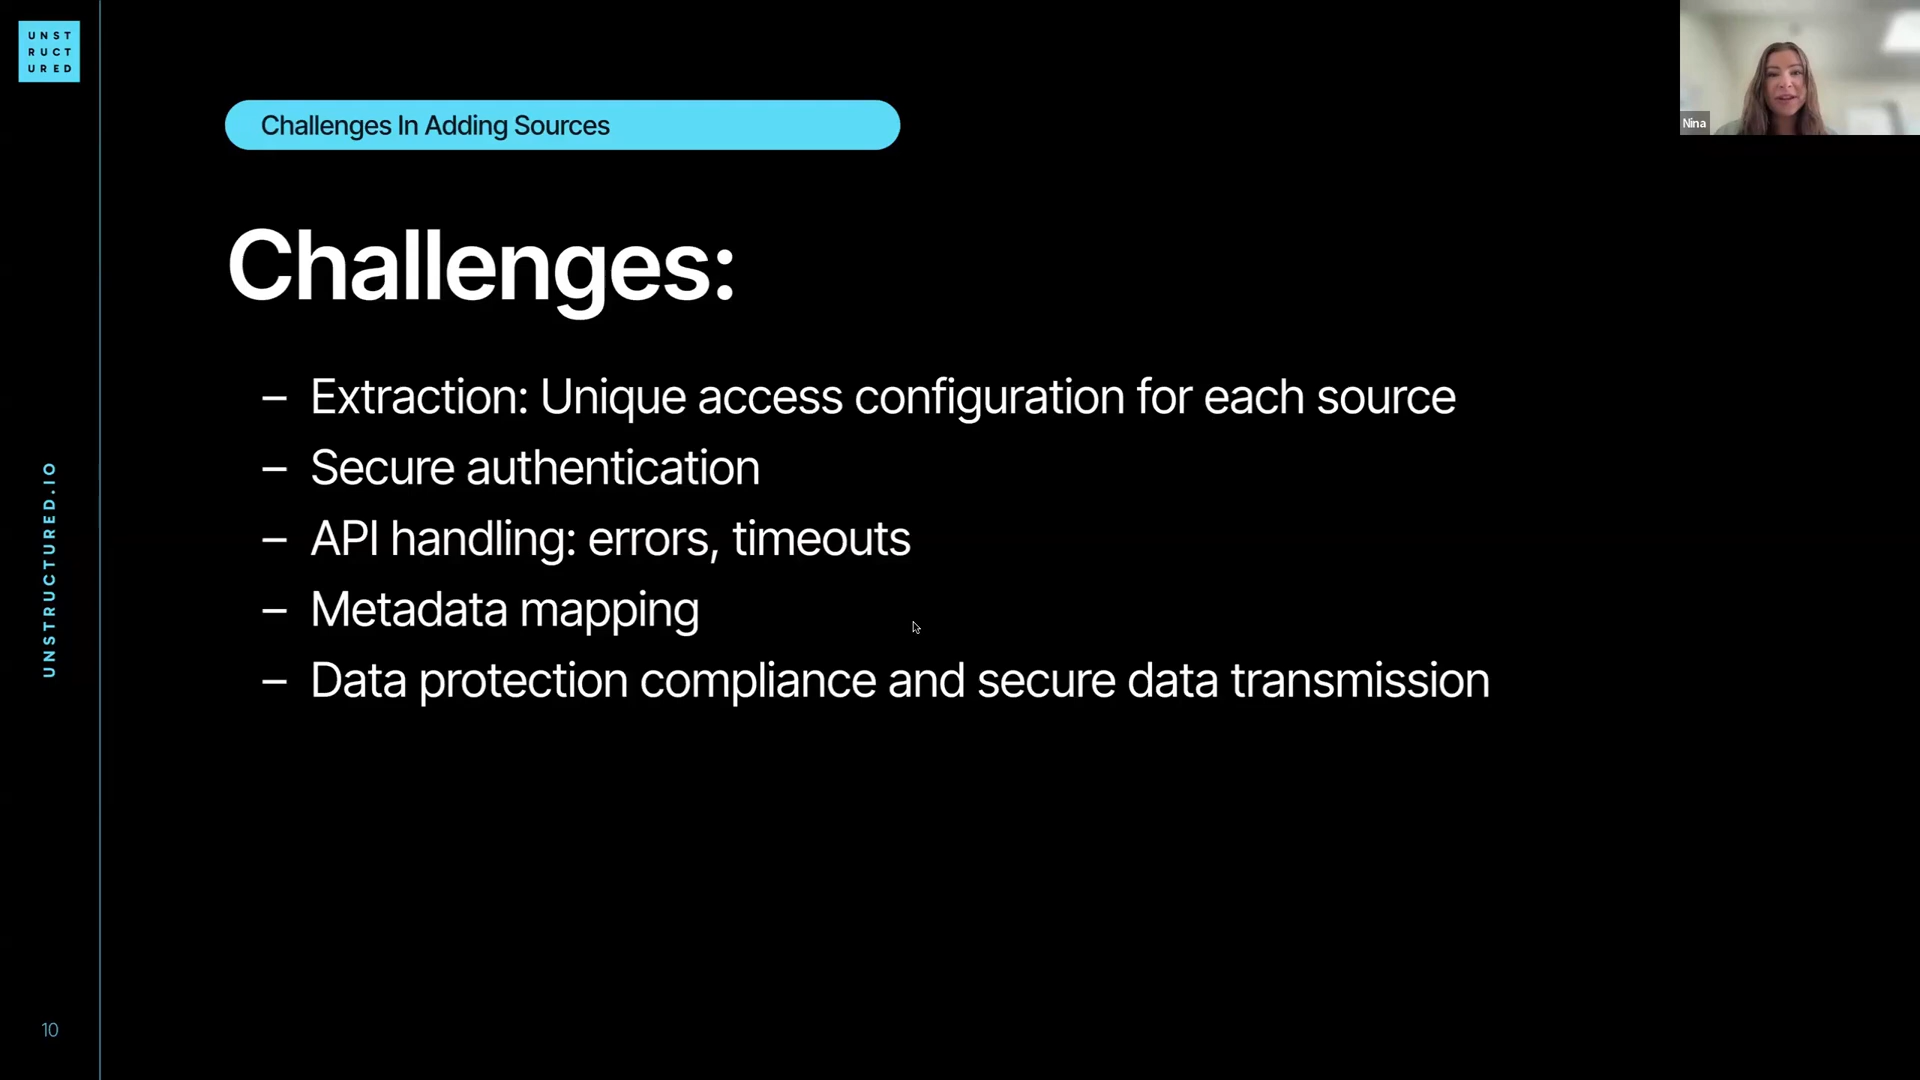 UNST
RUCT
URED
Challenges In Adding Sources
Nina
Challenges:
– Extraction: Unique access configuration for each source
– Secure authentication
– API handling: errors, timeouts
– Metadata mapping
– Data protection compliance and secure data transmission
UNSTRUCTURED.IO
10